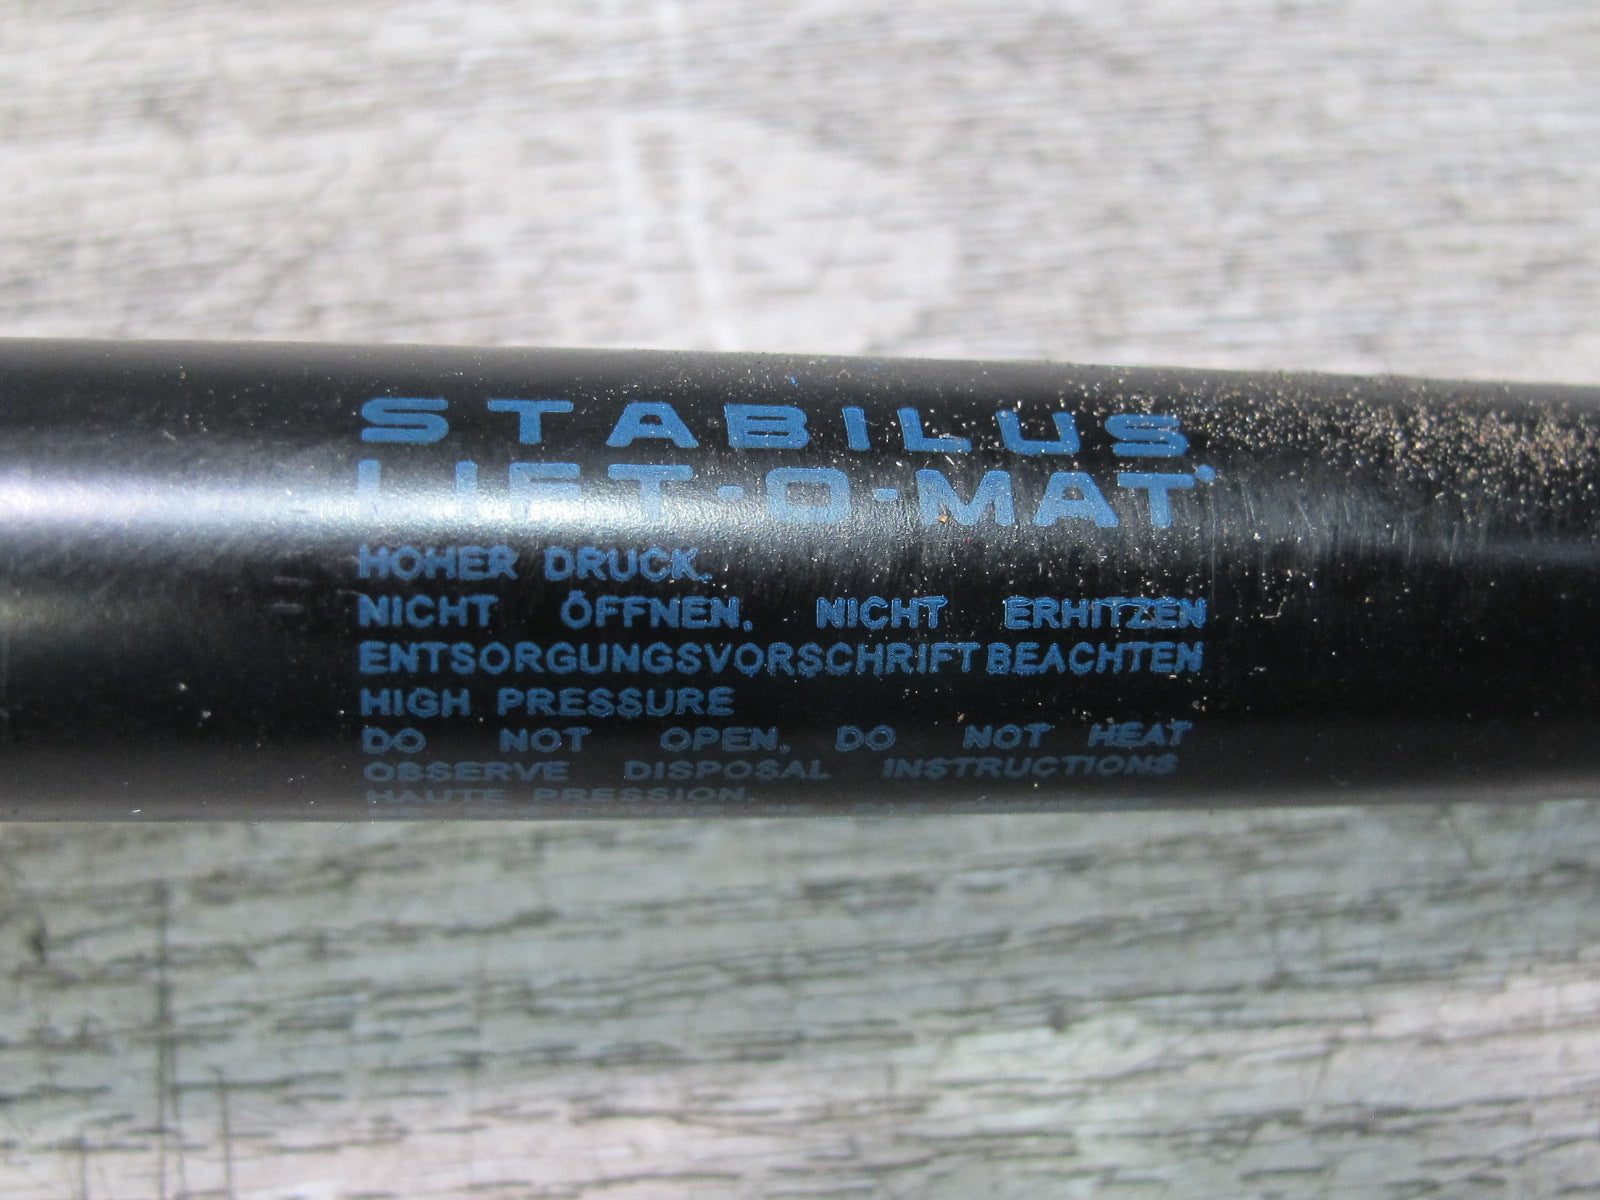 STABILUS
LIFT-O-MAT
HOHER DRUCK.
NICHT ÖFFNEN. NICHT ERHITZEN
ENTSORGUNGSVORSCHRIFT BEACHTEN
HIGH PRESSURE
DO NOT OPEN. DO NOT HEAT
OBSERVE DISPOSAL INSTRUCTIONS
HAUTE PRESSION.